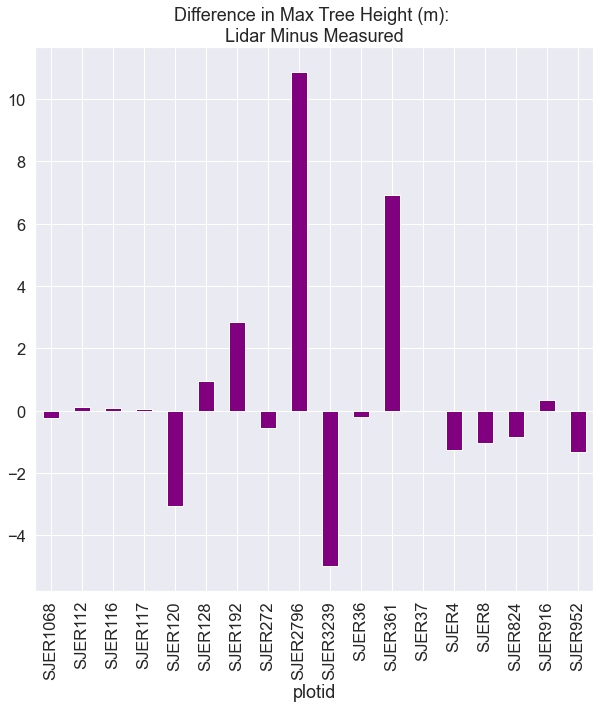 Difference in Max Tree Height (m):
Lidar Minus Measured
10
8
6
4
2
0
−2
−4
SJER1068
SJER112
SJER116
SJER117
SJER120
SJER128
SJER192
SJER272
SJER2796
SJER3239
SJER36
SJER361
SJER37
SJER4
SJER8
SJER824
SJER916
SJER952
plotid